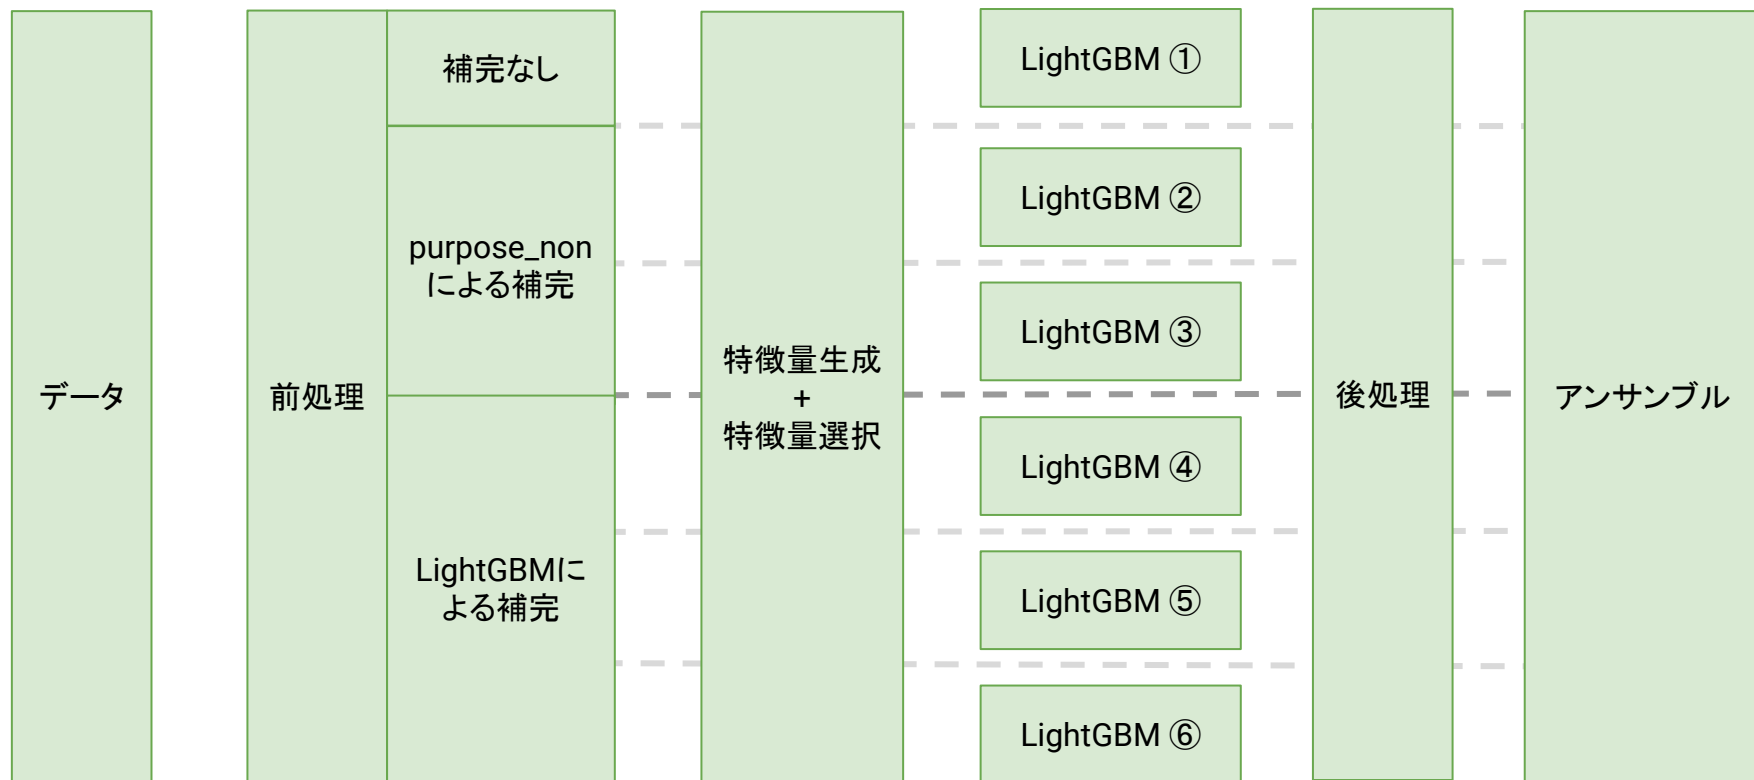 データ
前処理
補完なし
purpose_non
による補完
LightGBMに
よる補完
特徴量生成
+
特徴量選択
LightGBM ①
LightGBM ②
LightGBM ③
LightGBM ④
LightGBM ⑤
LightGBM ⑥
後処理
アンサンブル